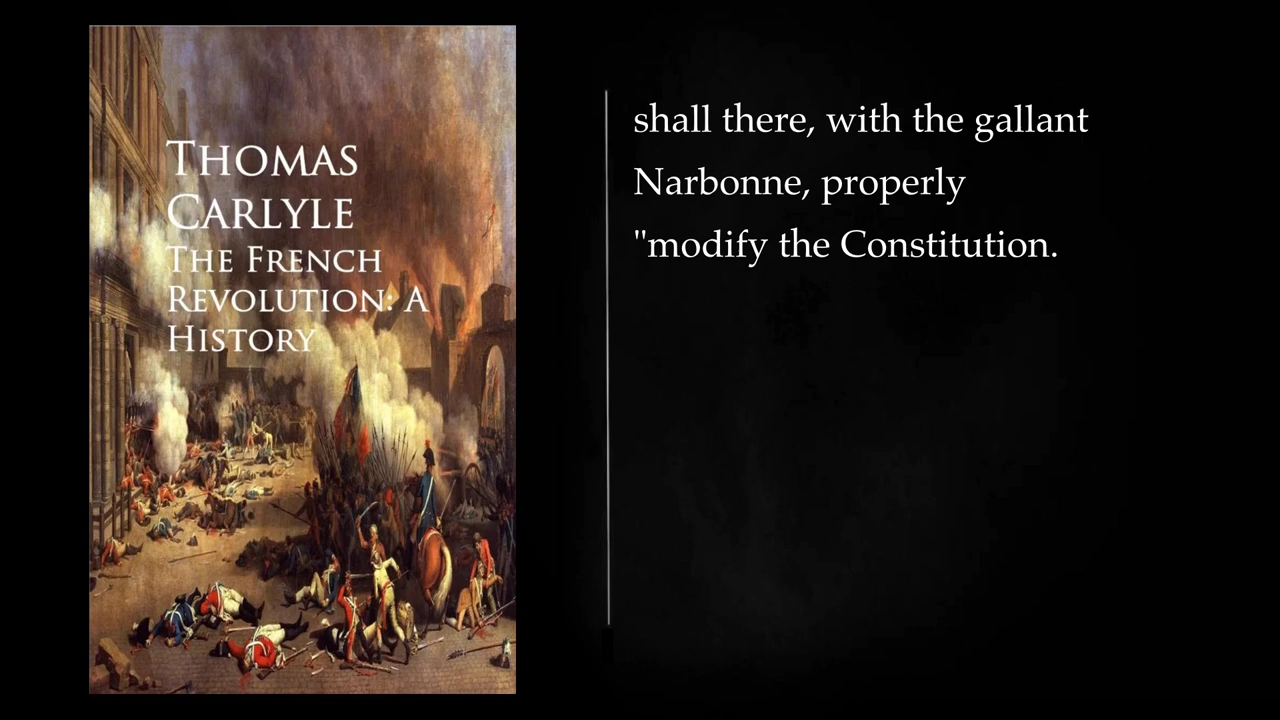 THOMAS
CARLYLE
THE FRENCH
REVOLUTION: A
HISTORY
shall there, with the gallant
Narbonne, properly
"modify the Constitution.